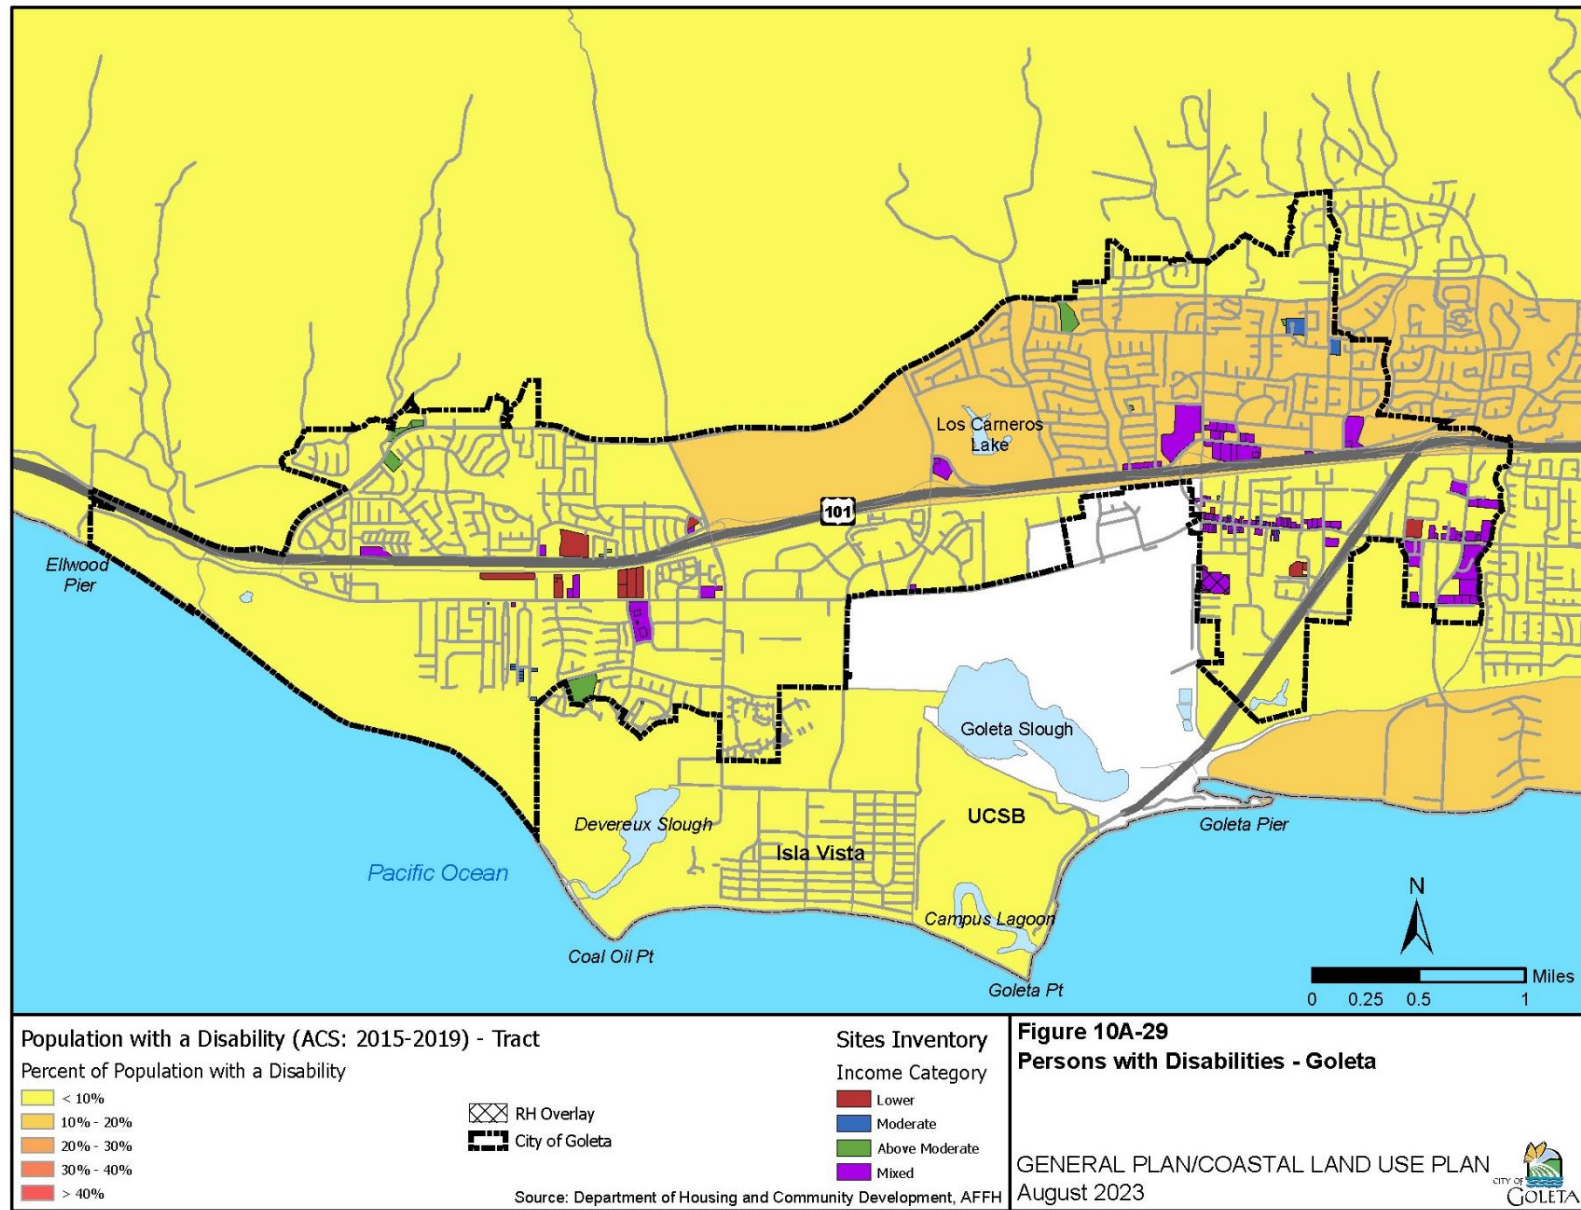 Los Carneros
Lake
101
Ellwood
Pier
Goleta Slough
UCSB
Goleta Pier
Devereux Slough
Isla Vista
Pacific Ocean
Campus Lagoon
Coal Oil Pt
Goleta Pt
N
Miles
0 0.25 0.5 1
Population with a Disability (ACS: 2015-2019) - Tract
Percent of Population with a Disability
< 10%
10% - 20%
20% - 30%
30% - 40%
> 40%
RH Overlay
City of Goleta
Sites Inventory
Income Category
Lower
Moderate
Above Moderate
Mixed
Source: Department of Housing and Community Development, AFFH
Figure 10A-29
Persons with Disabilities - Goleta
GENERAL PLAN/COASTAL LAND USE PLAN
August 2023
CITY OF
GOLETA